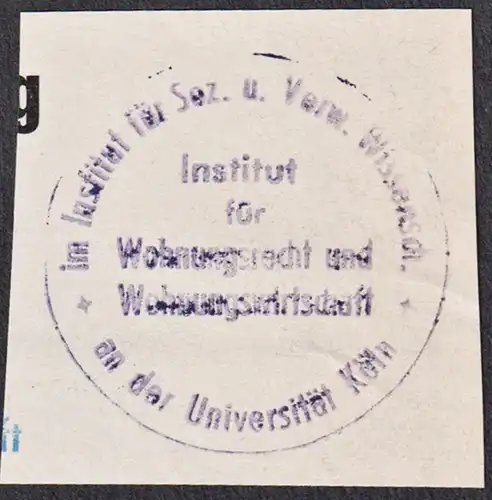 g
im Institut für Soz. u. Verw. Wissensch.
Institut
für
Wohnungsrecht und
Wohnungswirtschaft
an der Universität Köln